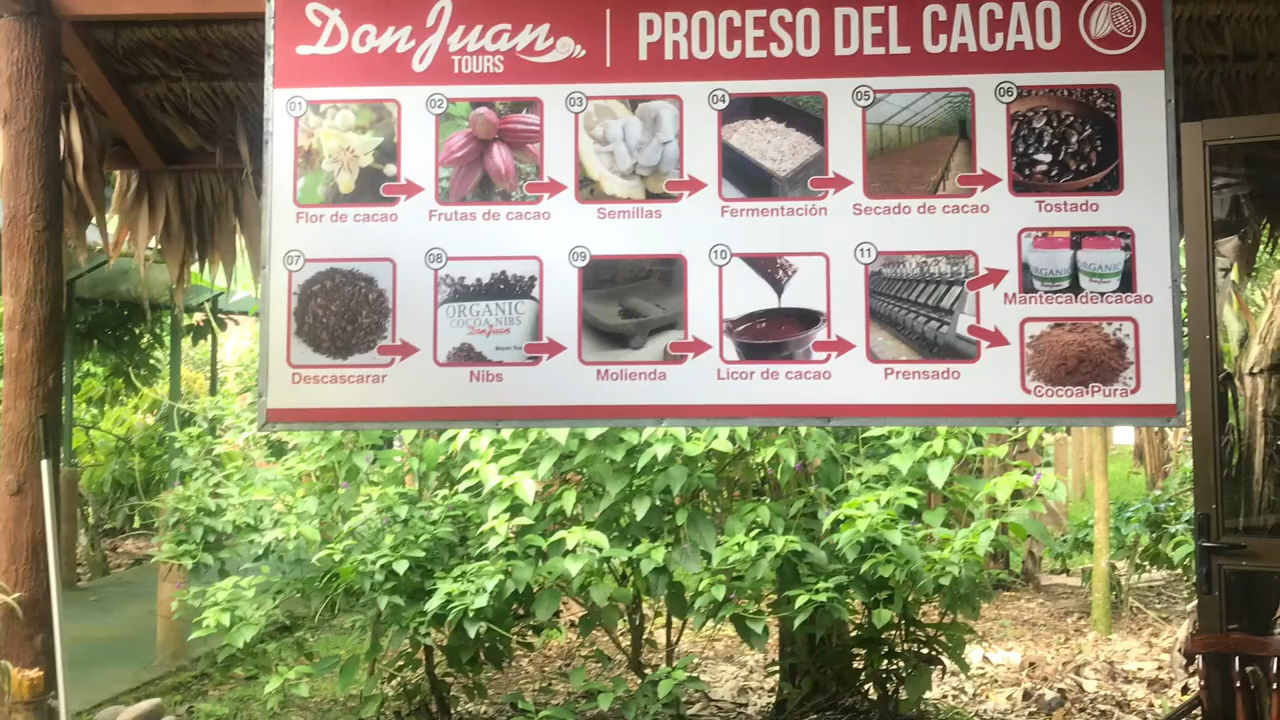 Don Juan
TOURS
PROCESO DEL CACAO
01
02
03
04
05
06
Flor de cacao
Frutas de cacao
Semillas
Fermentación
Secado de cacao
Tostado
07
08
ORGANIC
COCOA NIBS
Don Juan
09
10
11
ORGANIC
ORGANIC
Manteca de cacao
Descascarar
Nibs
Molienda
Licor de cacao
Prensado
Cocoa Pura